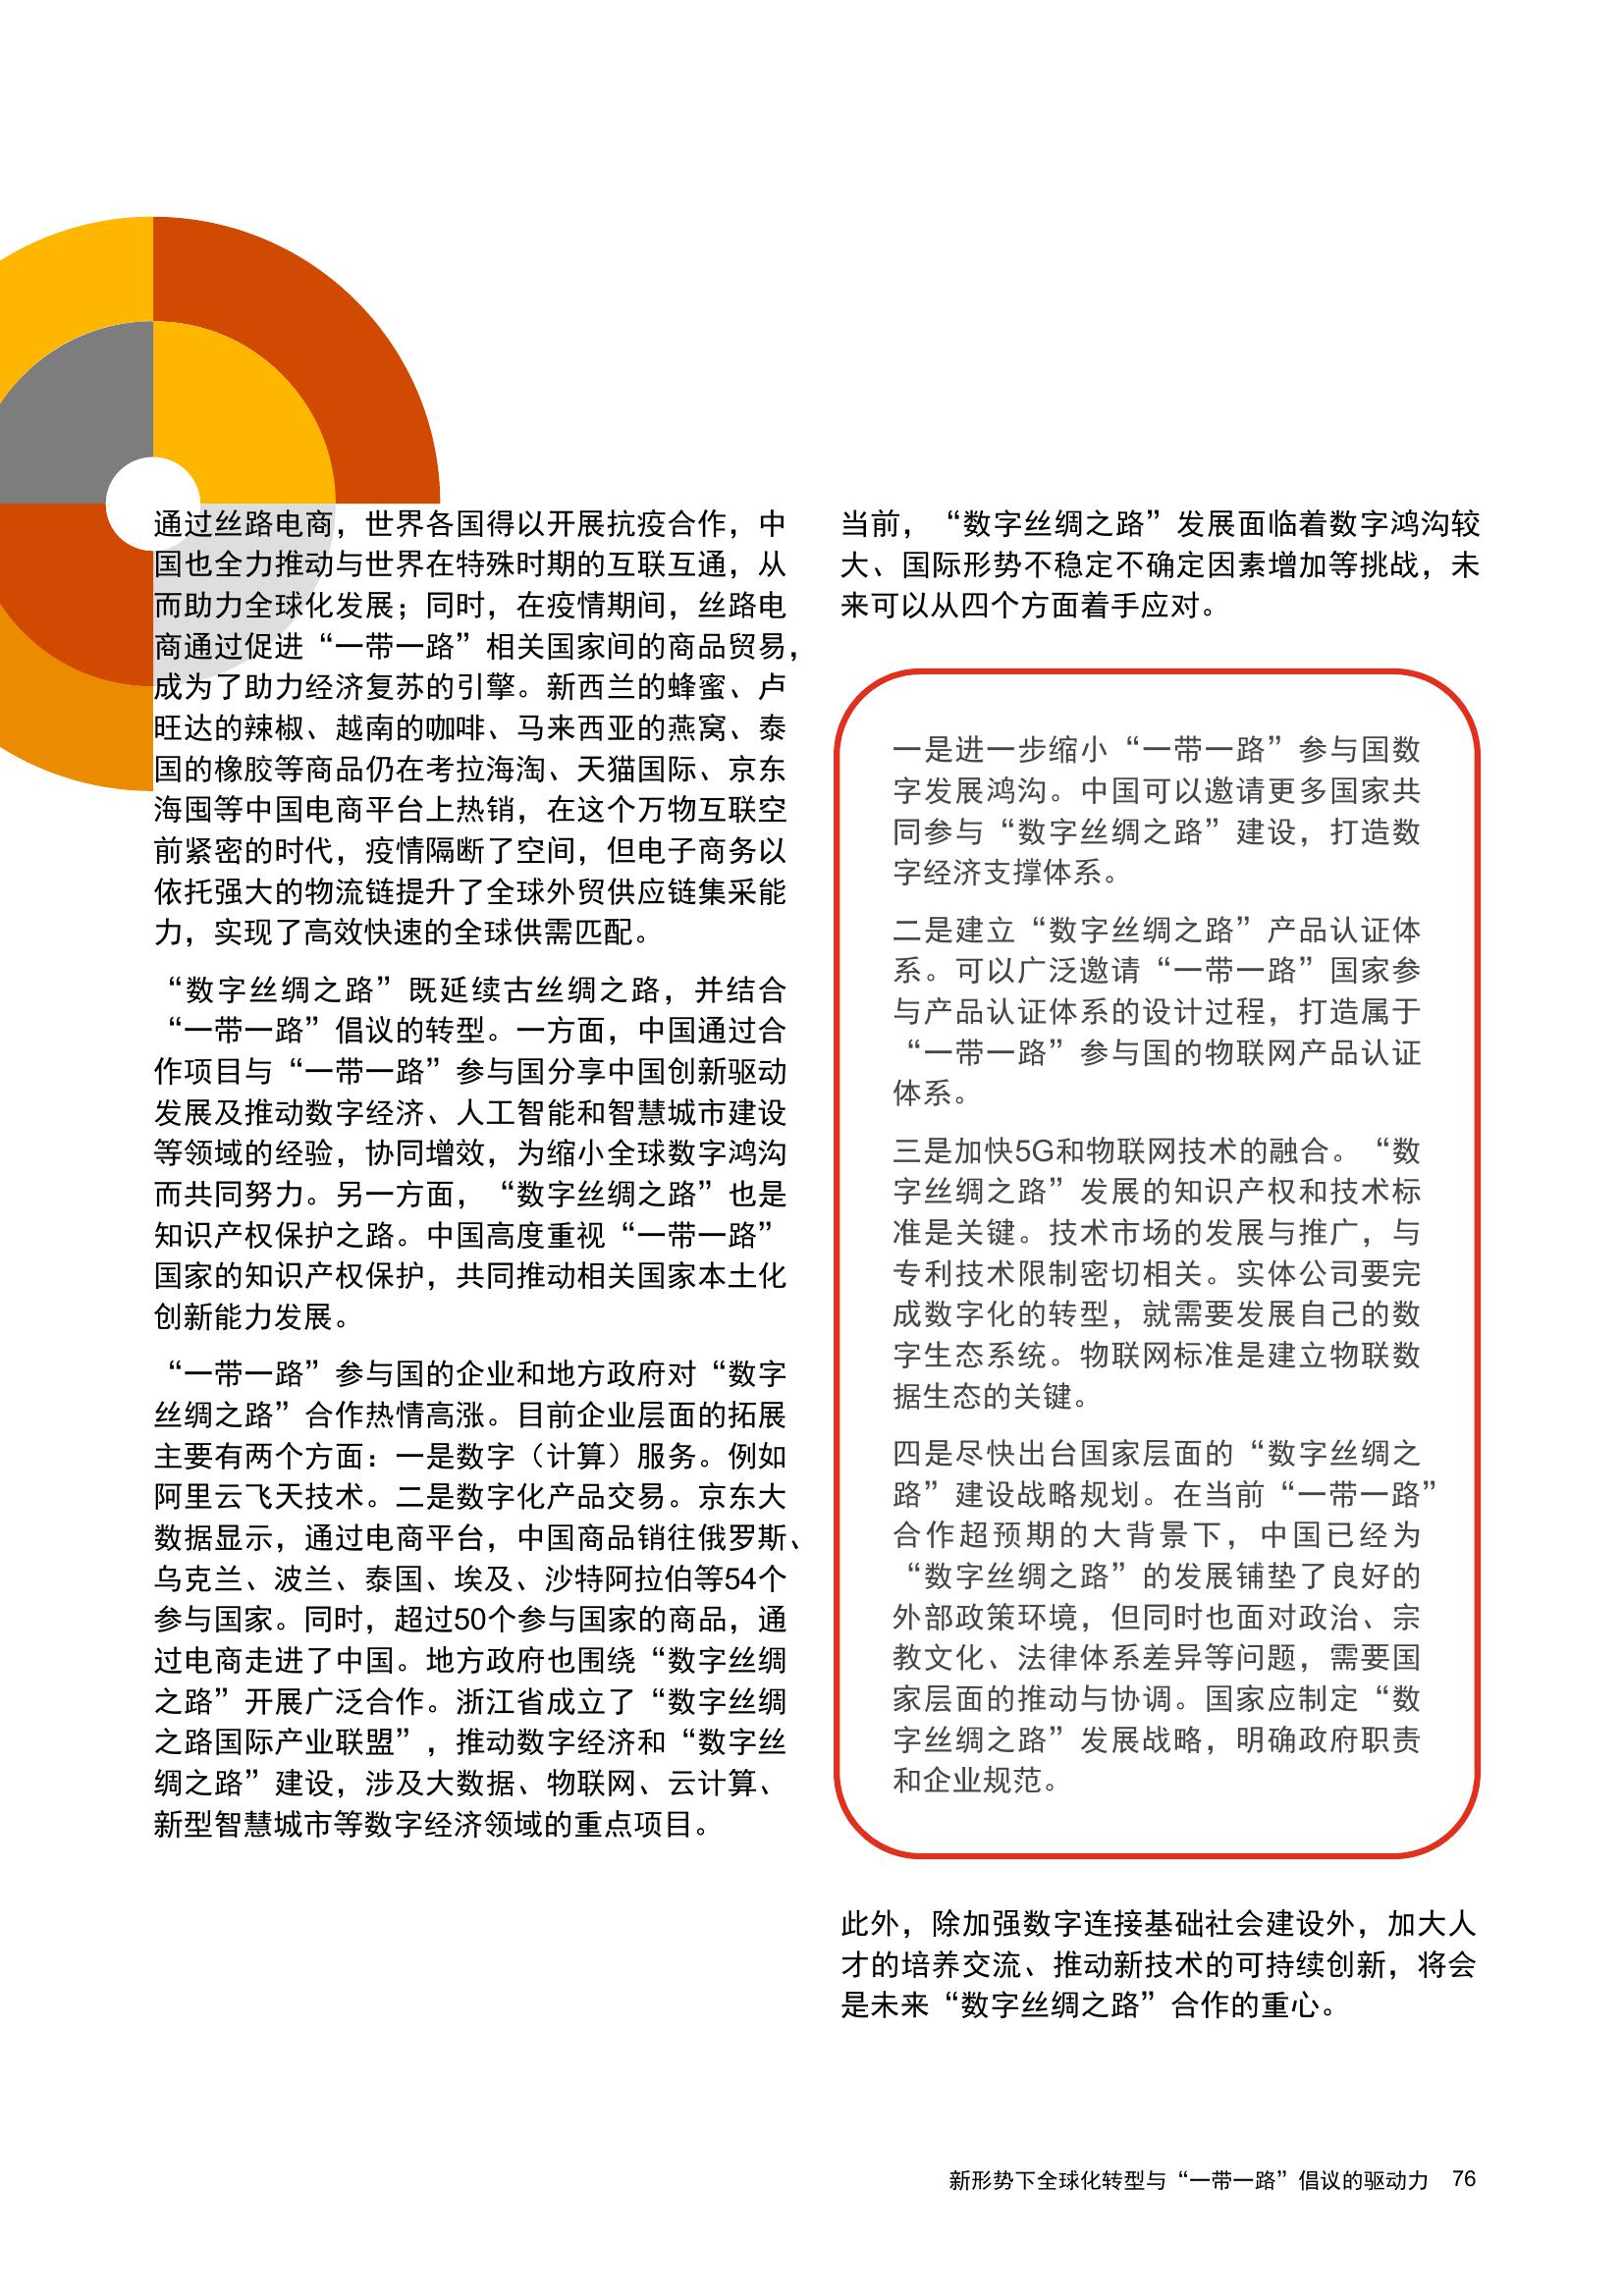 通过丝路电商，世界各国得以开展抗疫合作，中
国也全力推动与世界在特殊时期的互联互通，从
而助力全球化发展；同时，在疫情期间，丝路电
商通过促进“一带一路”相关国家间的商品贸易，
成为了助力经济复苏的引擎。新西兰的蜂蜜、卢
旺达的辣椒、越南的咖啡、马来西亚的燕窝、泰
国的橡胶等商品仍在考拉海淘、天猫国际、京东
海囤等中国电商平台上热销，在这个万物互联空
前紧密的时代，疫情隔断了空间，但电子商务以
依托强大的物流链提升了全球外贸供应链集采能
力，实现了高效快速的全球供需匹配。
“数字丝绸之路”既延续古丝绸之路，并结合
“一带一路”倡议的转型。一方面，中国通过合
作项目与“一带一路”参与国分享中国创新驱动
发展及推动数字经济、人工智能和智慧城市建设
等领域的经验，协同增效，为缩小全球数字鸿沟
而共同努力。另一方面，“数字丝绸之路”也是
知识产权保护之路。中国高度重视“一带一路”
国家的知识产权保护，共同推动相关国家本土化
创新能力发展。
“一带一路”参与国的企业和地方政府对“数字
丝绸之路”合作热情高涨。目前企业层面的拓展
主要有两个方面：一是数字（计算）服务。例如
阿里云飞天技术。二是数字化产品交易。京东大
数据显示，通过电商平台，中国商品销往俄罗斯、
乌克兰、波兰、泰国、埃及、沙特阿拉伯等54个
参与国家。同时，超过50个参与国家的商品，通
过电商走进了中国。地方政府也围绕“数字丝绸
之路”开展广泛合作。浙江省成立了“数字丝绸
之路国际产业联盟”，推动数字经济和“数字丝
绸之路”建设，涉及大数据、物联网、云计算、
新型智慧城市等数字经济领域的重点项目。
当前，“数字丝绸之路”发展面临着数字鸿沟较
大、国际形势不稳定不确定因素增加等挑战，未
来可以从四个方面着手应对。
一是进一步缩小“一带一路”参与国数
字发展鸿沟。中国可以邀请更多国家共
同参与“数字丝绸之路”建设，打造数
字经济支撑体系。
二是建立“数字丝绸之路”产品认证体
系。可以广泛邀请“一带一路”国家参
与产品认证体系的设计过程，打造属于
“一带一路”参与国的物联网产品认证
体系。
三是加快5G和物联网技术的融合。“数
字丝绸之路”发展的知识产权和技术标
准是关键。技术市场的发展与推广，与
专利技术限制密切相关。实体公司要完
成数字化的转型，就需要发展自己的数
字生态系统。物联网标准是建立物联数
据生态的关键。
四是尽快出台国家层面的“数字丝绸之
路”建设战略规划。在当前“一带一路”
合作超预期的大背景下，中国已经为
“数字丝绸之路”的发展铺垫了良好的
外部政策环境，但同时也面对政治、宗
教文化、法律体系差异等问题，需要国
家层面的推动与协调。国家应制定“数
字丝绸之路”发展战略，明确政府职责
和企业规范。
此外，除加强数字连接基础社会建设外，加大人
才的培养交流、推动新技术的可持续创新，将会
是未来“数字丝绸之路”合作的重心。
新形势下全球化转型与“一带一路”倡议的驱动力 76